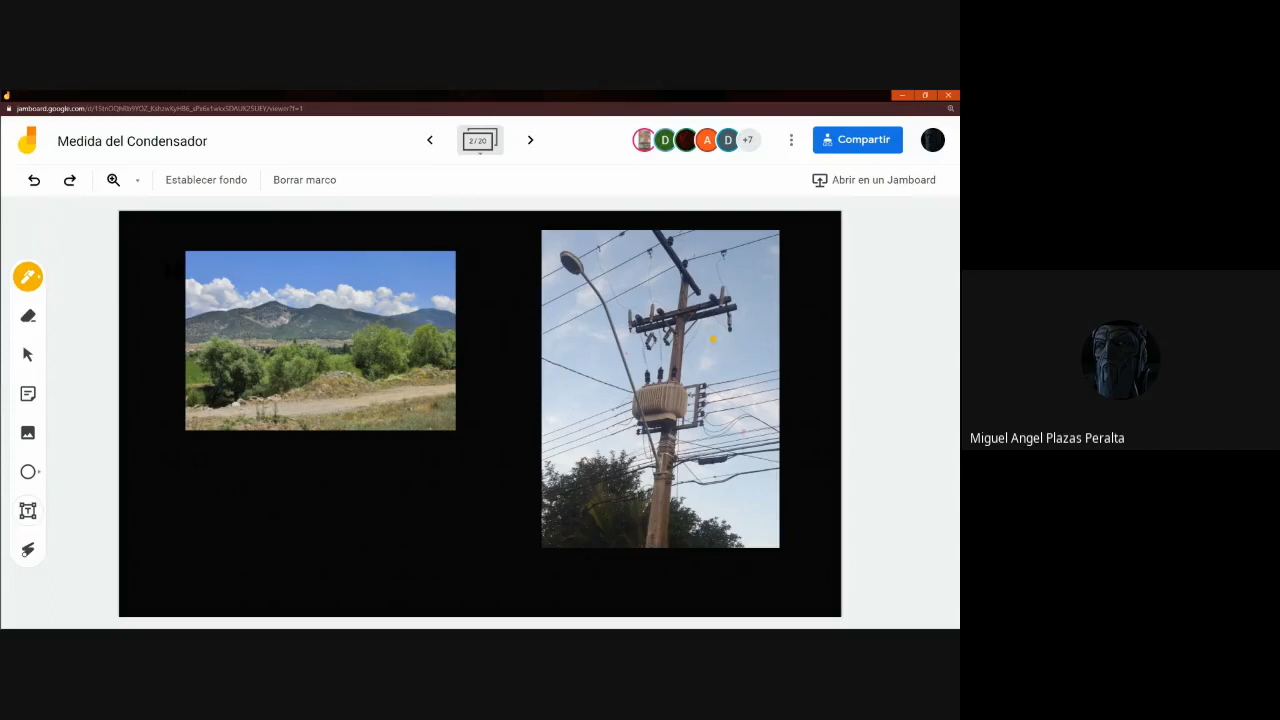 Medida del Condensador
2 / 20
D
A
D
+7
Compartir
Establecer fondo
Borrar marco
Abrir en un Jamboard
Miguel Angel Plazas Peralta